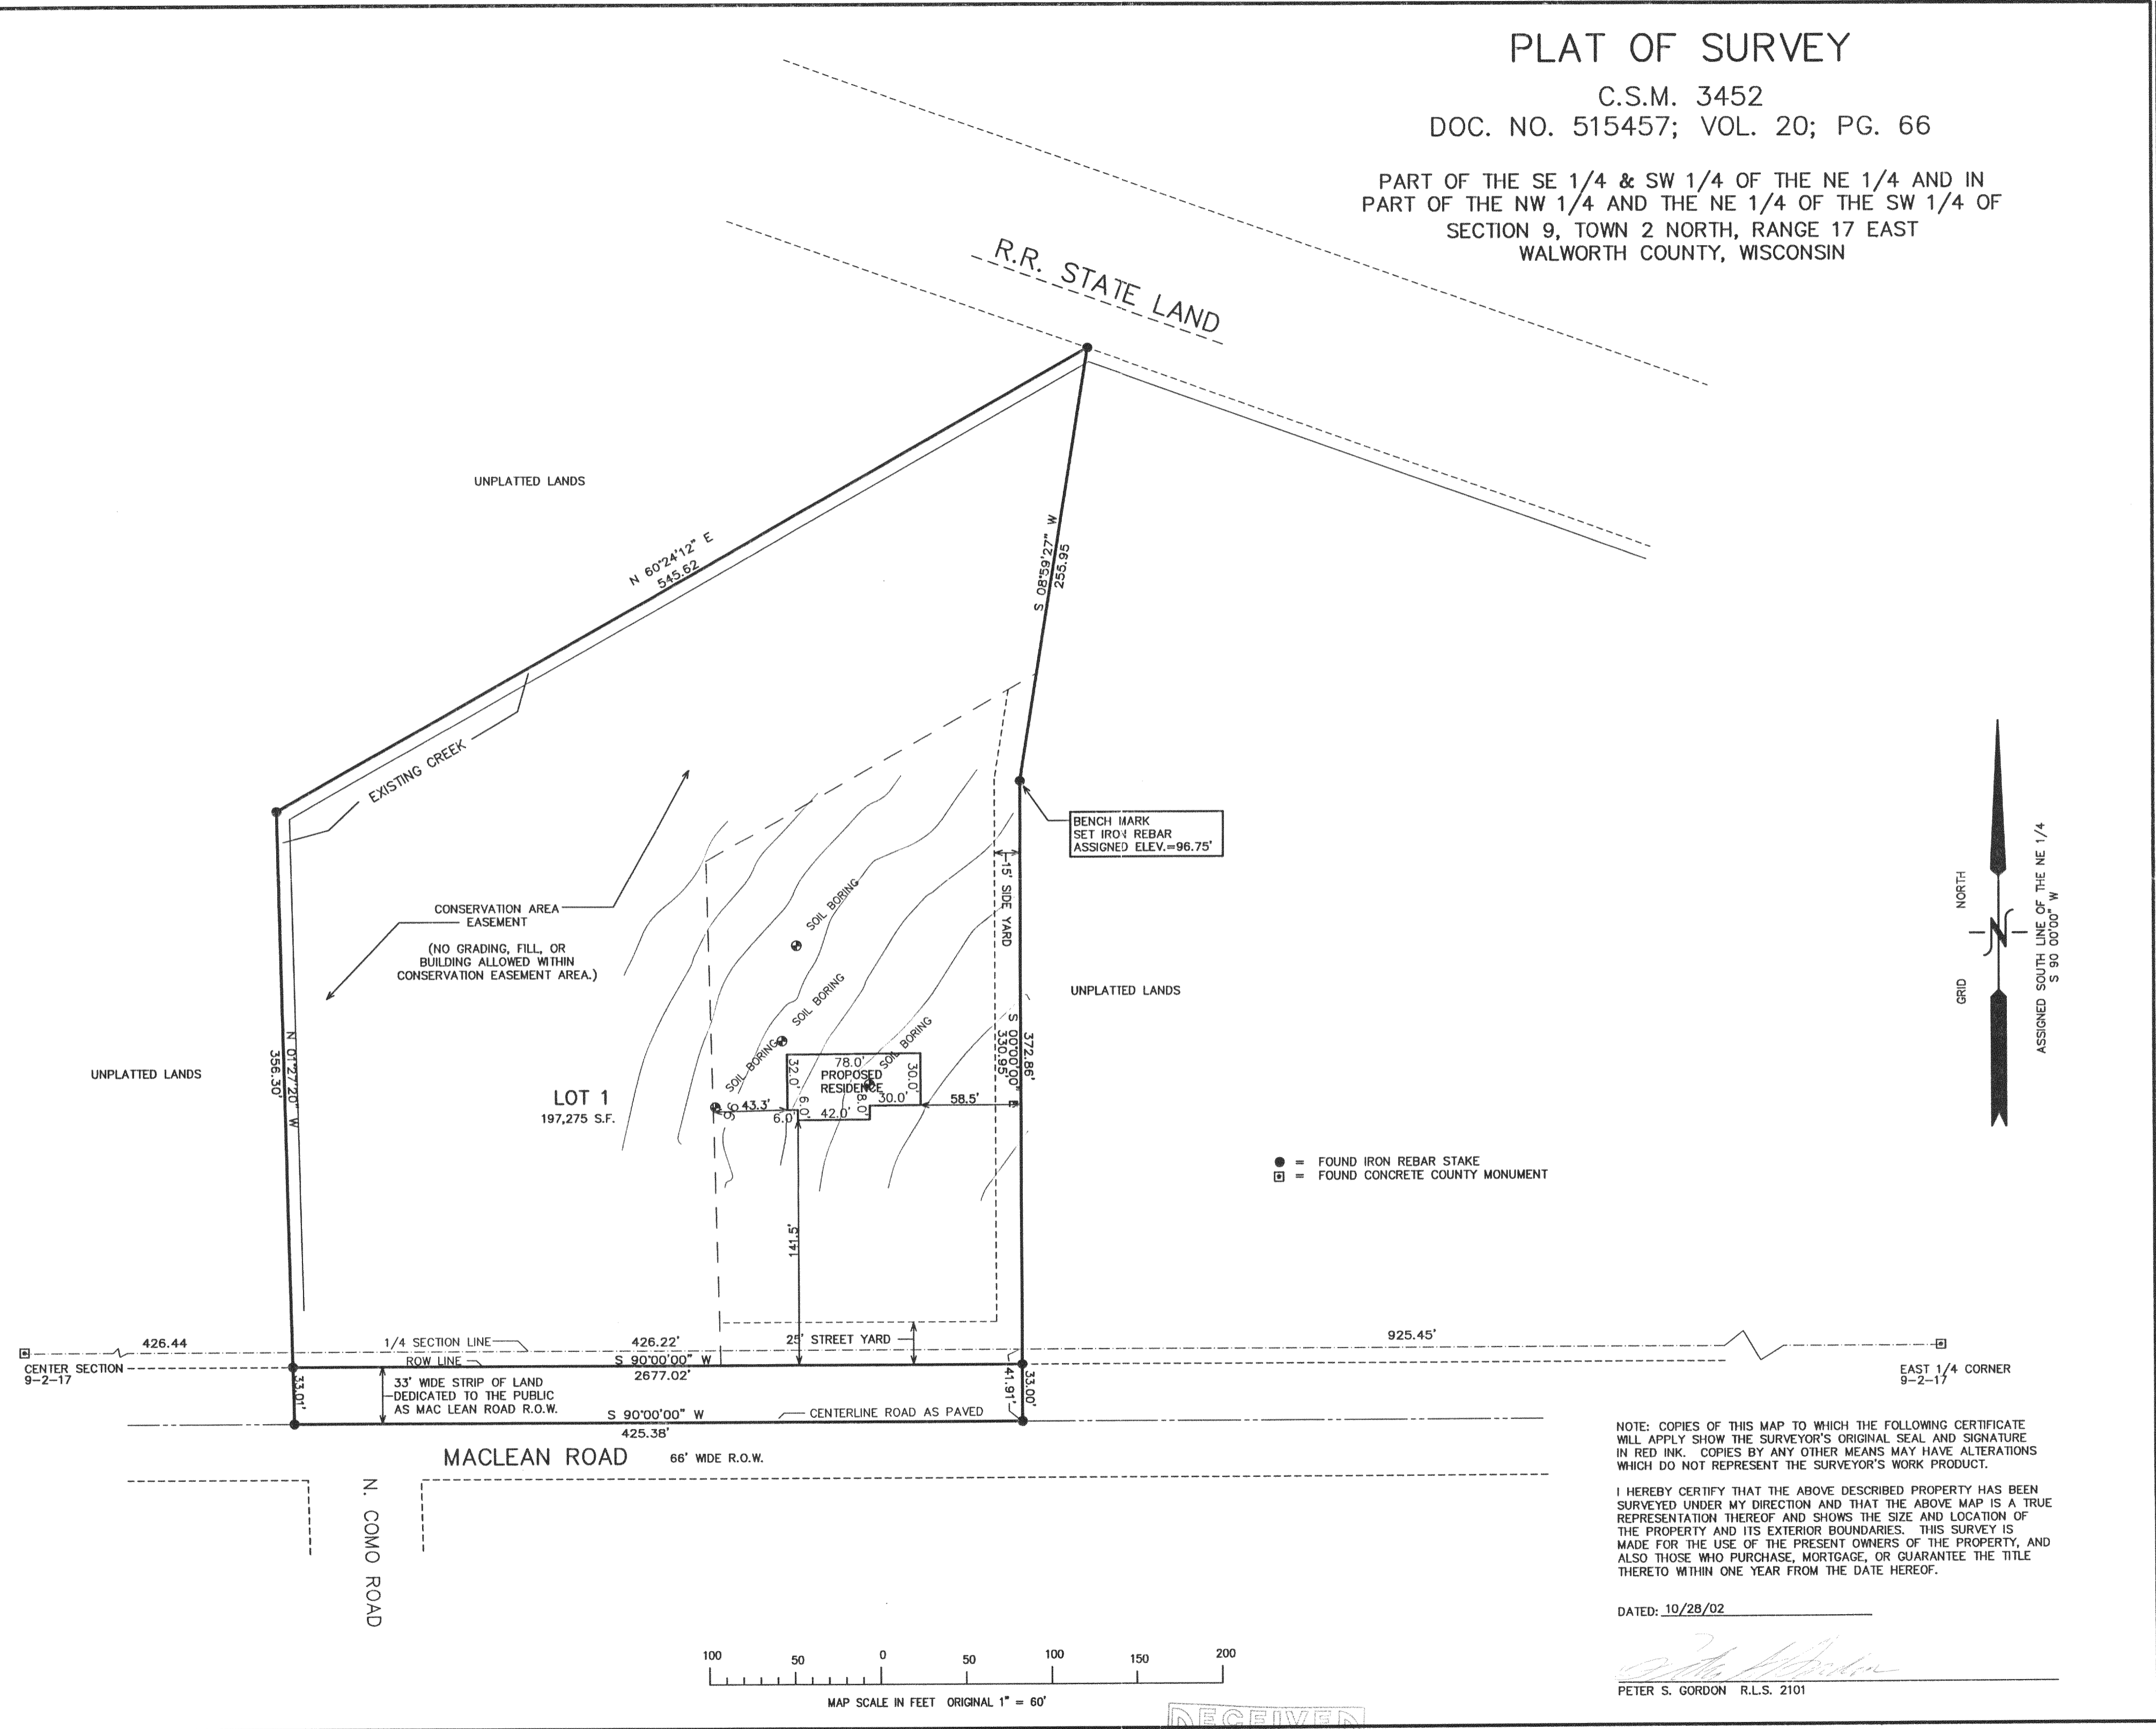 PLAT OF SURVEY
C.S.M. 3452
DOC. NO. 515457; VOL. 20; PG. 66
PART OF THE SE 1/4 & SW 1/4 OF THE NE 1/4 AND IN
PART OF THE NW 1/4 AND THE NE 1/4 OF THE SW 1/4 OF
SECTION 9, TOWN 2 NORTH, RANGE 17 EAST
WALWORTH COUNTY, WISCONSIN
R.R. STATE LAND
UNPLATTED LANDS
N 60°24'12" E
545.62
S 08°59'27" W
255.95
EXISTING CREEK
BENCH MARK
SET IRON REBAR
ASSIGNED ELEV.=96.75'
15' SIDE YARD
CONSERVATION AREA
EASEMENT
(NO GRADING, FILL, OR
BUILDING ALLOWED WITHIN
CONSERVATION EASEMENT AREA.)
SOIL BORING
SOIL BORING
SOIL BORING
SOIL BORING
UNPLATTED LANDS
NORTH
GRID
N
ASSIGNED SOUTH LINE OF THE NE 1/4
S 90 00'00" W
N 01°27'20" W
356.30'
UNPLATTED LANDS
LOT 1
197,275 S.F.
S 00°00'00" E
330.95'
372.86'
78.0'
PROPOSED
RESIDENCE
32.0'
30.0'
96
43.3'
6.0'
6.0'
42.0'
8.0'
30.0'
58.5'
141.5'
● = FOUND IRON REBAR STAKE
= FOUND CONCRETE COUNTY MONUMENT
426.44
1/4 SECTION LINE
426.22'
25' STREET YARD
925.45'
CENTER SECTION
9-2-17
ROW LINE
S 90°00'00" W
2677.02'
EAST 1/4 CORNER
9-2-17
33.01'
33' WIDE STRIP OF LAND
DEDICATED TO THE PUBLIC
AS MAC LEAN ROAD R.O.W.
41.91'
33.00'
S 90°00'00" W
425.38'
CENTERLINE ROAD AS PAVED
MACLEAN ROAD
66' WIDE R.O.W.
N. COMO ROAD
NOTE: COPIES OF THIS MAP TO WHICH THE FOLLOWING CERTIFICATE
WILL APPLY SHOW THE SURVEYOR'S ORIGINAL SEAL AND SIGNATURE
IN RED INK. COPIES BY ANY OTHER MEANS MAY HAVE ALTERATIONS
WHICH DO NOT REPRESENT THE SURVEYOR'S WORK PRODUCT.
I HEREBY CERTIFY THAT THE ABOVE DESCRIBED PROPERTY HAS BEEN
SURVEYED UNDER MY DIRECTION AND THAT THE ABOVE MAP IS A TRUE
REPRESENTATION THEREOF AND SHOWS THE SIZE AND LOCATION OF
THE PROPERTY AND ITS EXTERIOR BOUNDARIES. THIS SURVEY IS
MADE FOR THE USE OF THE PRESENT OWNERS OF THE PROPERTY, AND
ALSO THOSE WHO PURCHASE, MORTGAGE, OR GUARANTEE THE TITLE
THERETO WITHIN ONE YEAR FROM THE DATE HEREOF.
DATED: 10/28/02
PETER S. GORDON R.L.S. 2101
100 50 0 50 100 150 200
MAP SCALE IN FEET ORIGINAL 1" = 60'
RECEIVED